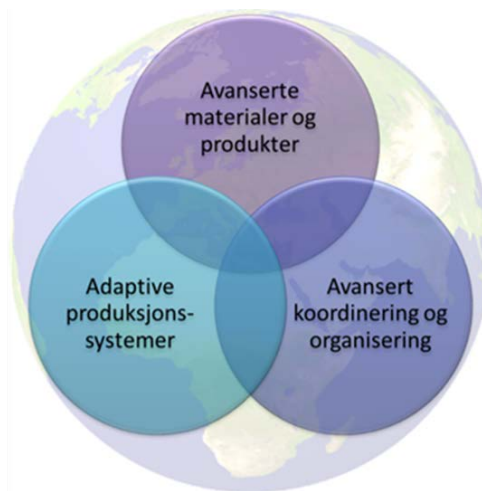 Avanserte
materialer og
produkter
Adaptive
produksjons-
systemer
Avansert
koordinering og
organisering